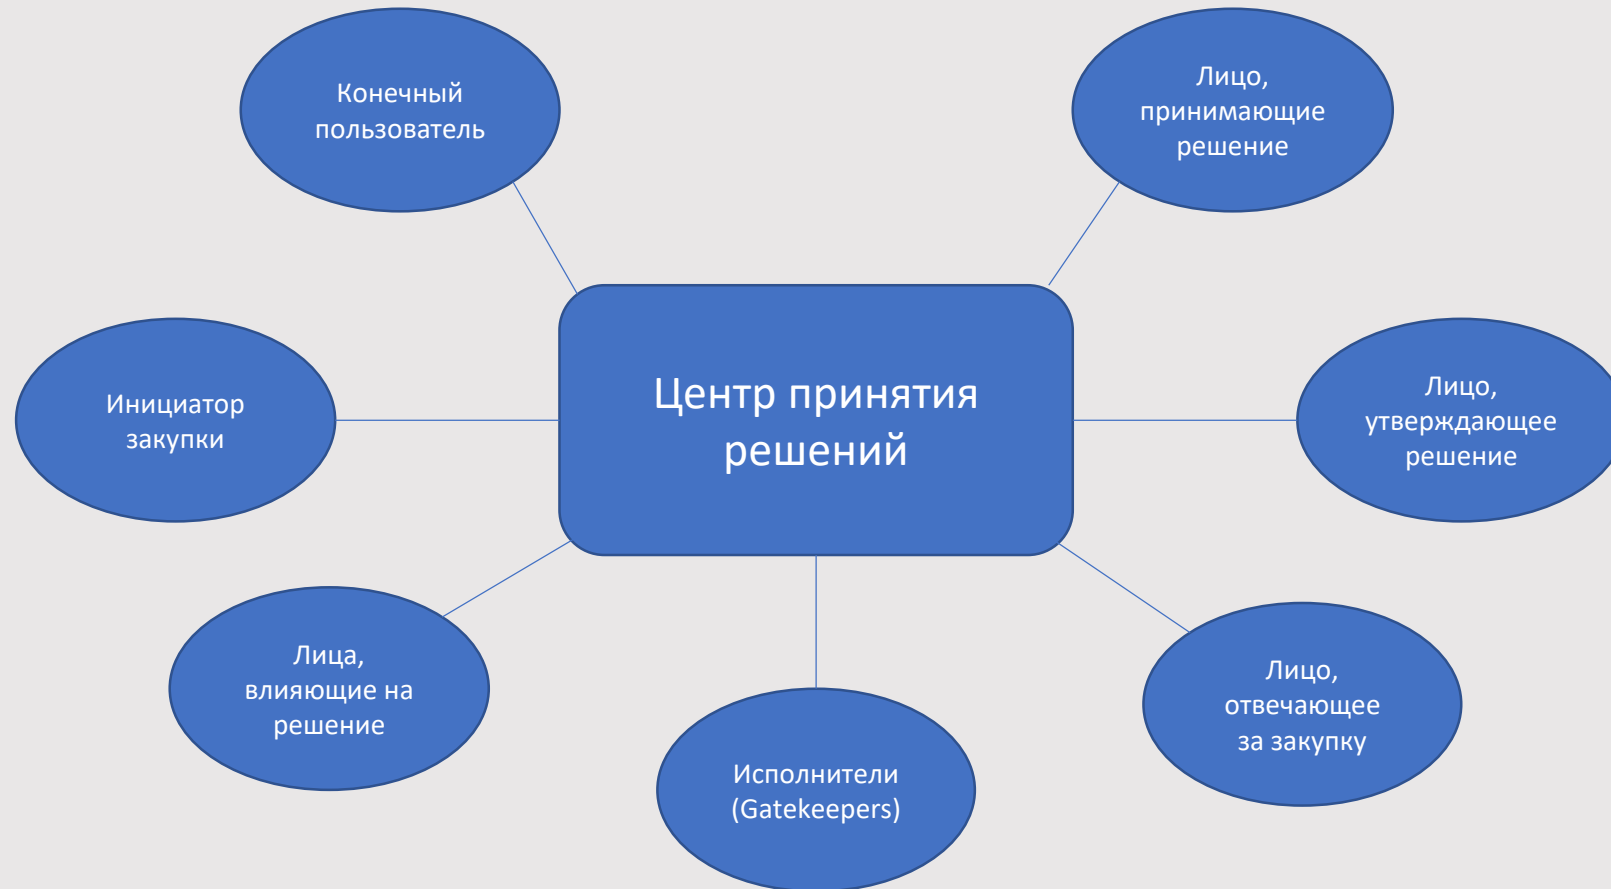 Конечный
пользователь
Лицо,
принимающие
решение
Инициатор
закупки
Центр принятия
решений
Лицо,
утверждающее
решение
Лица,
влияющие на
решение
Исполнители
(Gatekeepers)
Лицо,
отвечающее
за закупку